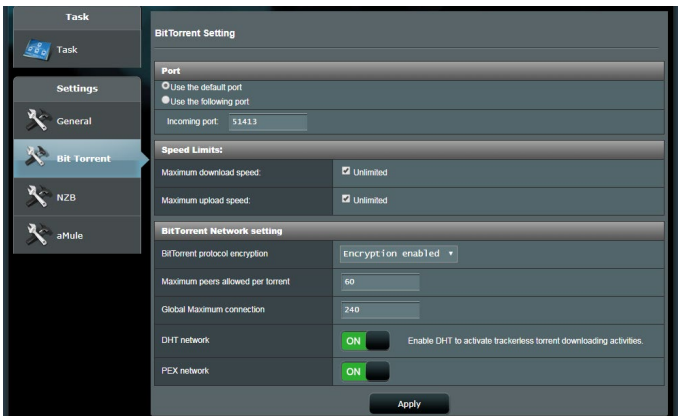 Task
Task
Settings
General
Bit Torrent
NZB
aMule
BitTorrent Setting
Port
Use the default port
Use the following port
Incoming port: 51413
Speed Limits:
Maximum download speed: Unlimited
Maximum upload speed: Unlimited
BitTorrent Network setting
BitTorrent protocol encryption Encryption enabled
Maximum peers allowed per torrent 60
Global Maximum connection 240
DHT network ON Enable DHT to activate trackerless torrent downloading activities.
PEX network ON
Apply